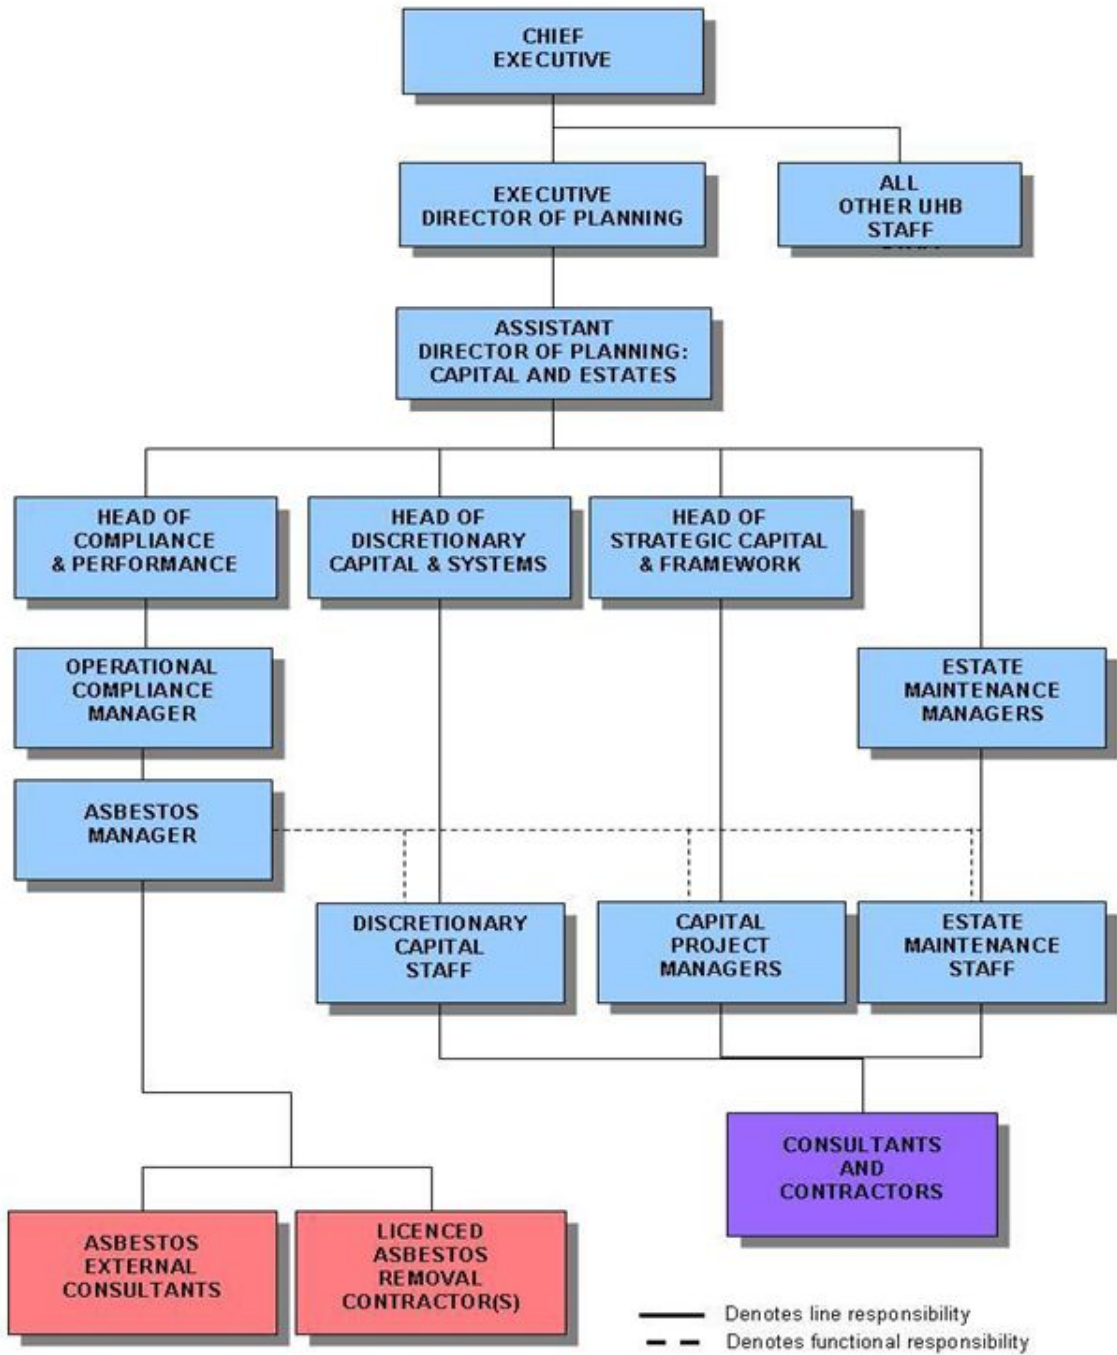 CHIEF
EXECUTIVE
EXECUTIVE
DIRECTOR OF PLANNING
ALL
OTHER UHB
STAFF
ASSISTANT
DIRECTOR OF PLANNING:
CAPITAL AND ESTATES
HEAD OF
COMPLIANCE
& PERFORMANCE
HEAD OF
DISCRETIONARY
CAPITAL & SYSTEMS
HEAD OF
STRATEGIC CAPITAL
& FRAMEWORK
OPERATIONAL
COMPLIANCE
MANAGER
ESTATE
MAINTENANCE
MANAGERS
ASBESTOS
MANAGER
DISCRETIONARY
CAPITAL
STAFF
CAPITAL
PROJECT
MANAGERS
ESTATE
MAINTENANCE
STAFF
CONSULTANTS
AND
CONTRACTORS
ASBESTOS
EXTERNAL
CONSULTANTS
LICENCED
ASBESTOS
REMOVAL
CONTRACTOR(S)
Denotes line responsibility
Denotes functional responsibility